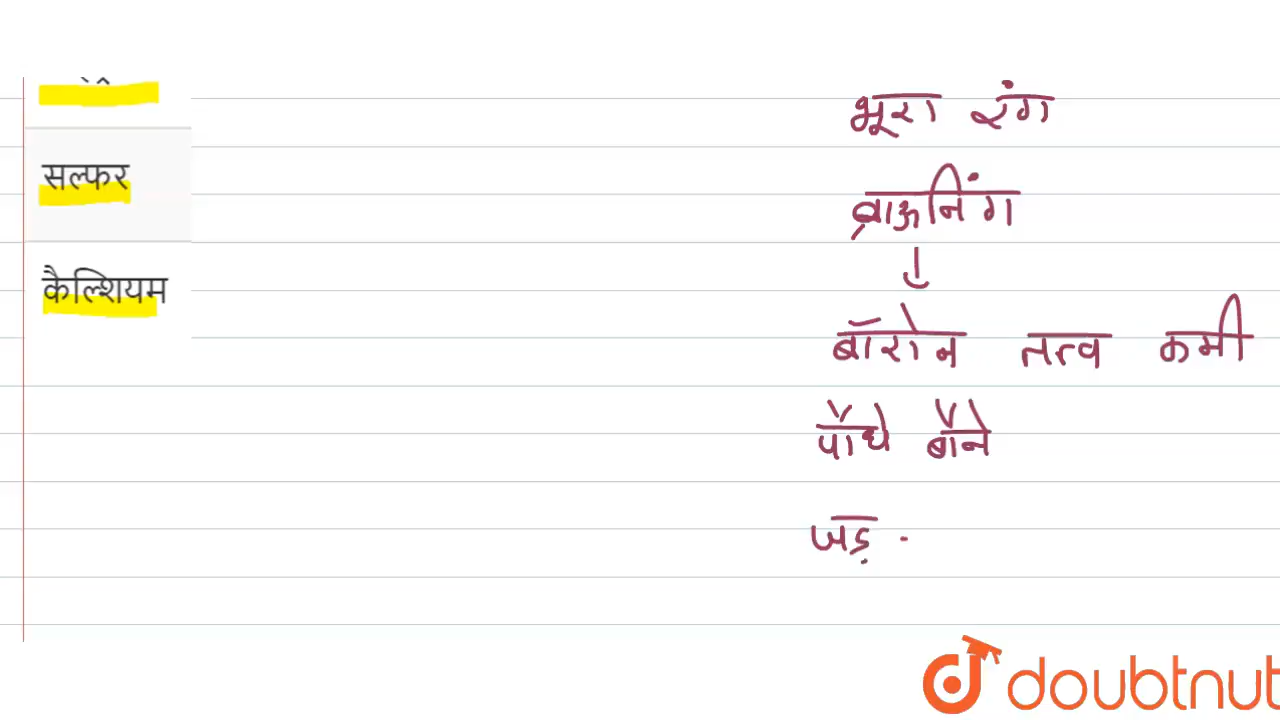 सल्फर
कैल्शियम
भूरा रंग
ब्राऊनिंग
बॉरोन तत्व कमी
पौधे बौने
जड़
doubtnut